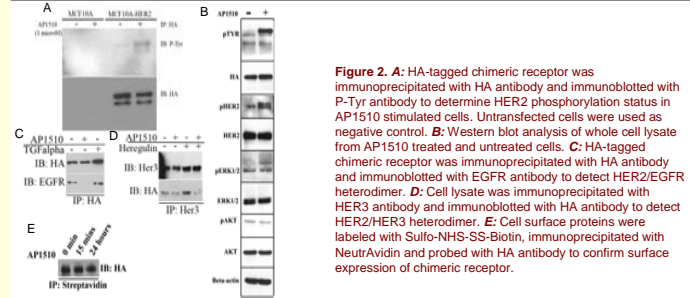 A
MCF10A MCF10A-HER2
AP1510 - + - + IP: HA
(1 microM)
IB: P-Tyr
IB: HA
B
AP1510 - +
pTYR
HA
pHER2
HER2
pERK1/2
ERK1/2
pAKT
AKT
Beta-actin
C
AP1510 - + -
TGFalpha - - +
IB: HA
IB: EGFR
IP: HA
D
AP1510 - + - +
Heregulin - - + +
IB: Her3
IB: HA
IP: Her3
E
AP1510 0 min 15 mins 24 hours
IB: HA
IP: Streptavidin
Figure 2. A: HA-tagged chimeric receptor was
immunoprecipitated with HA antibody and immunoblotted with
P-Tyr antibody to determine HER2 phosphorylation status in
AP1510 stimulated cells. Untransfected cells were used as
negative control. B: Western blot analysis of whole cell lysate
from AP1510 treated and untreated cells. C: HA-tagged
chimeric receptor was immunoprecipitated with HA antibody
and immunoblotted with EGFR antibody to detect HER2/EGFR
heterodimer. D: Cell lysate was immunoprecipitated with
HER3 antibody and immunoblotted with HA antibody to detect
HER2/HER3 heterodimer. E: Cell surface proteins were
labeled with Sulfo-NHS-SS-Biotin, immunoprecipitated with
NeutrAvidin and probed with HA antibody to confirm surface
expression of chimeric receptor.